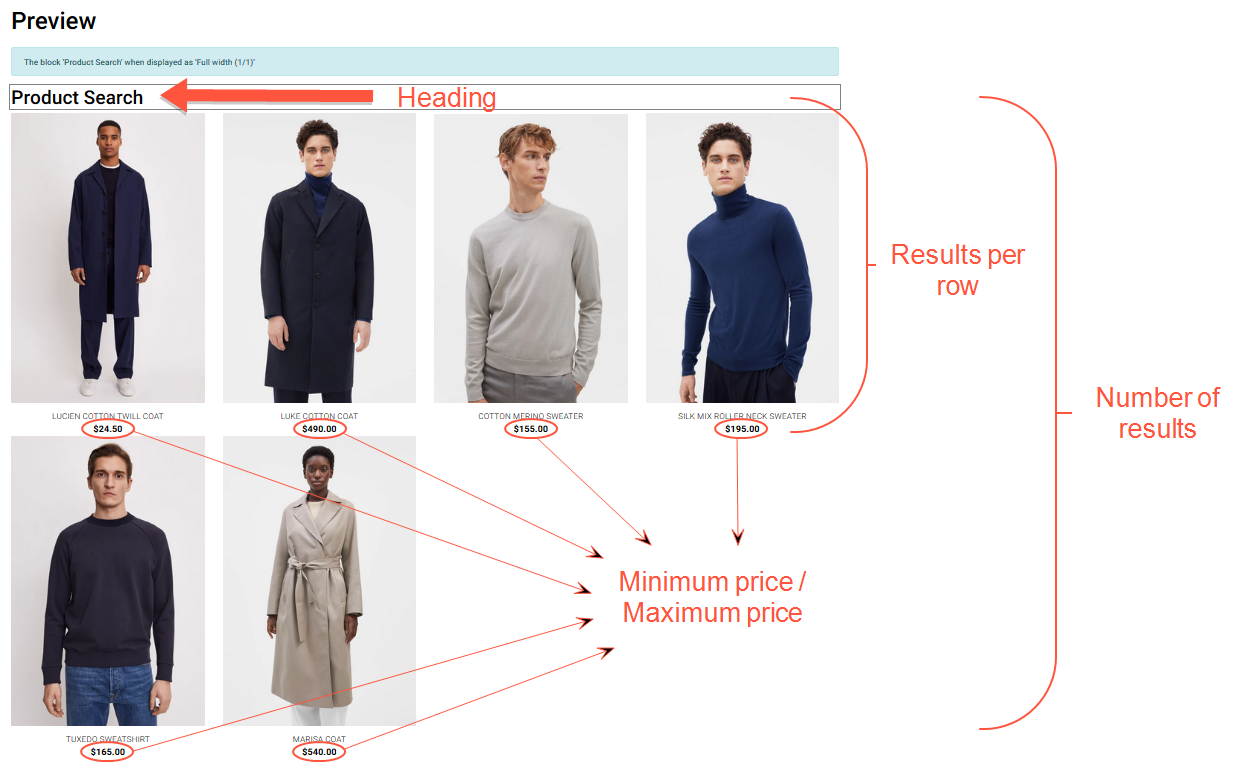 Preview
The block 'Product Search' when displayed as 'Full width (1/1)'
Product Search
Heading
Results per
row
LUCIEN COTTON TWILL COAT
$24.50
LUKE COTTON COAT
$490.00
COTTON MERINO SWEATER
$155.00
SILK MIX ROLLER NECK SWEATER
$195.00
Number of
results
Minimum price /
Maximum price
TUXEDO SWEATSHIRT
$165.00
MARISA COAT
$540.00